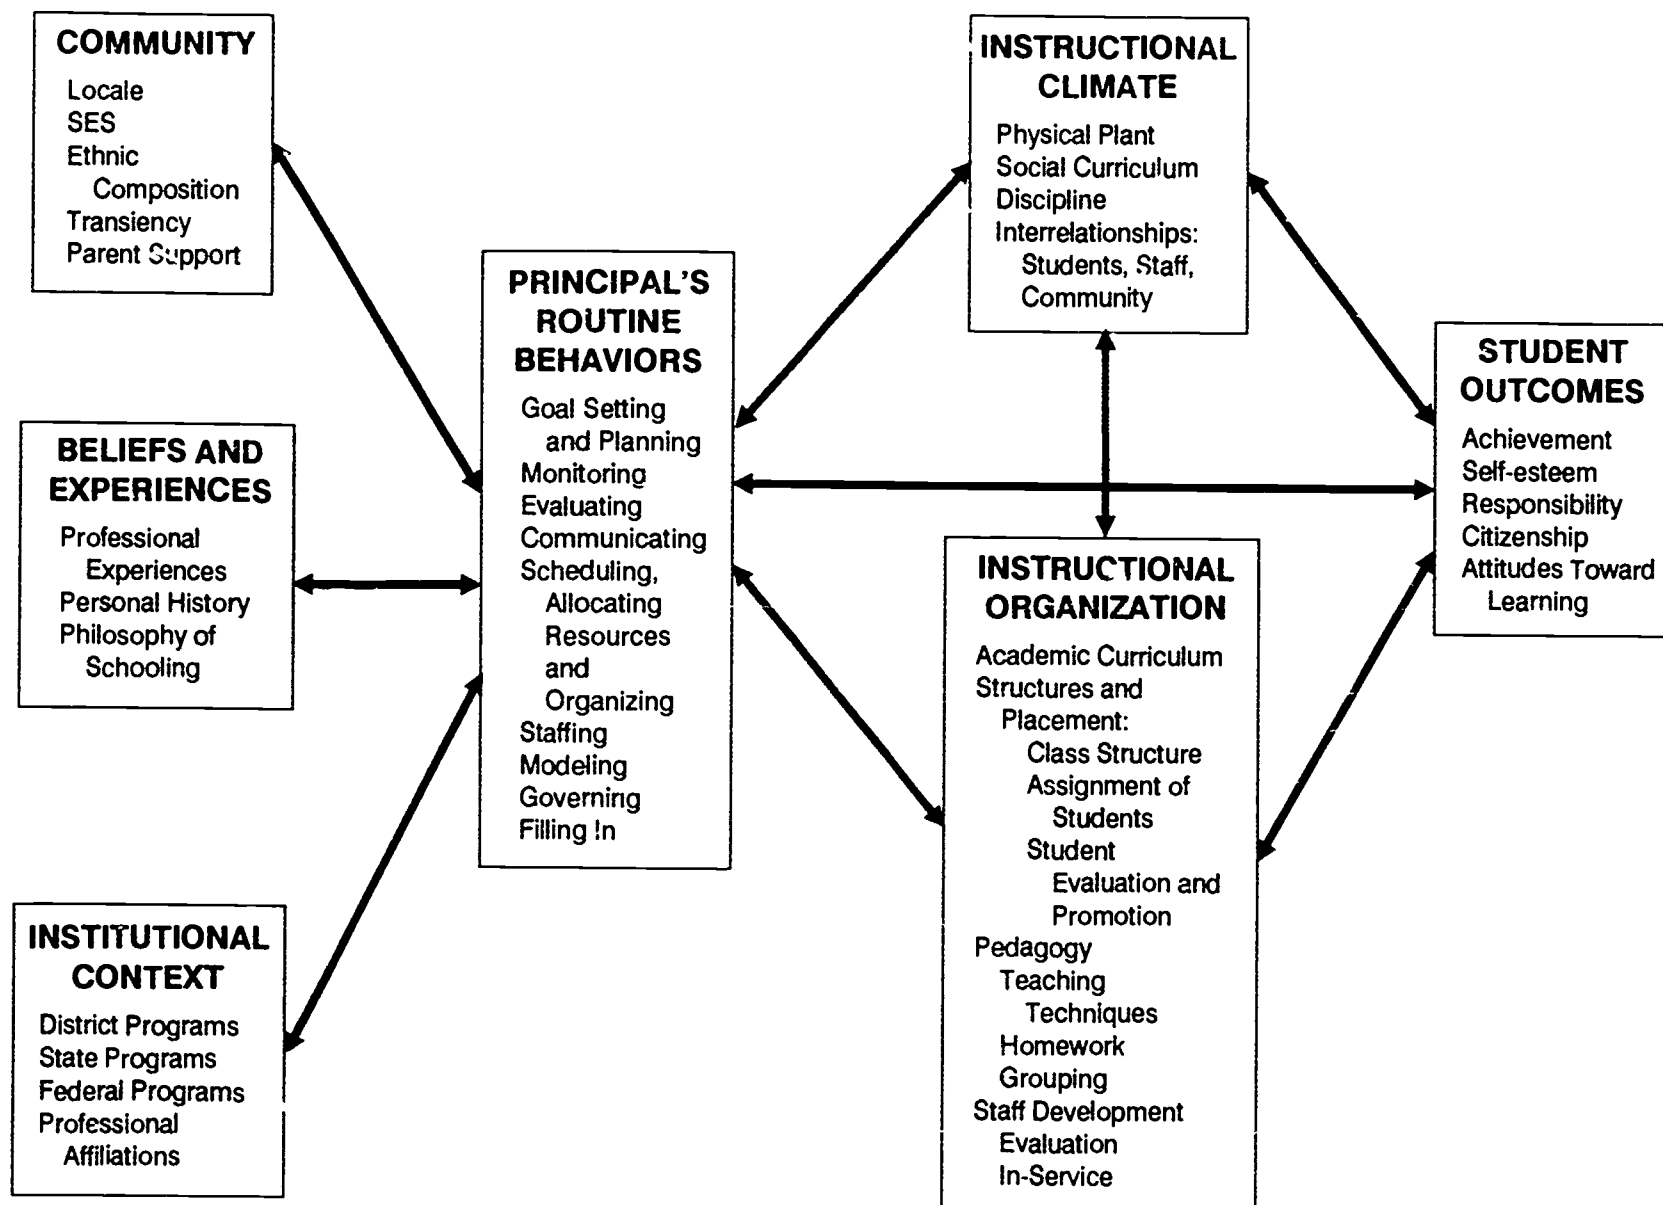 COMMUNITY
Locale
SES
Ethnic
Composition
Transiency
Parent Support
BELIEFS AND
EXPERIENCES
Professional
Experiences
Personal History
Philosophy of
Schooling
INSTITUTIONAL
CONTEXT
District Programs
State Programs
Federal Programs
Professional
Affiliations
PRINCIPAL'S
ROUTINE
BEHAVIORS
Goal Setting
and Planning
Monitoring
Evaluating
Communicating
Scheduling,
Allocating
Resources
and
Organizing
Staffing
Modeling
Governing
Filling In
INSTRUCTIONAL
CLIMATE
Physical Plant
Social Curriculum
Discipline
Interrelationships:
Students, Staff,
Community
INSTRUCTIONAL
ORGANIZATION
Academic Curriculum
Structures and
Placement:
Class Structure
Assignment of
Students
Student
Evaluation and
Promotion
Pedagogy
Teaching
Techniques
Homework
Grouping
Staff Development
Evaluation
In-Service
STUDENT
OUTCOMES
Achievement
Self-esteem
Responsibility
Citizenship
Attitudes Toward
Learning